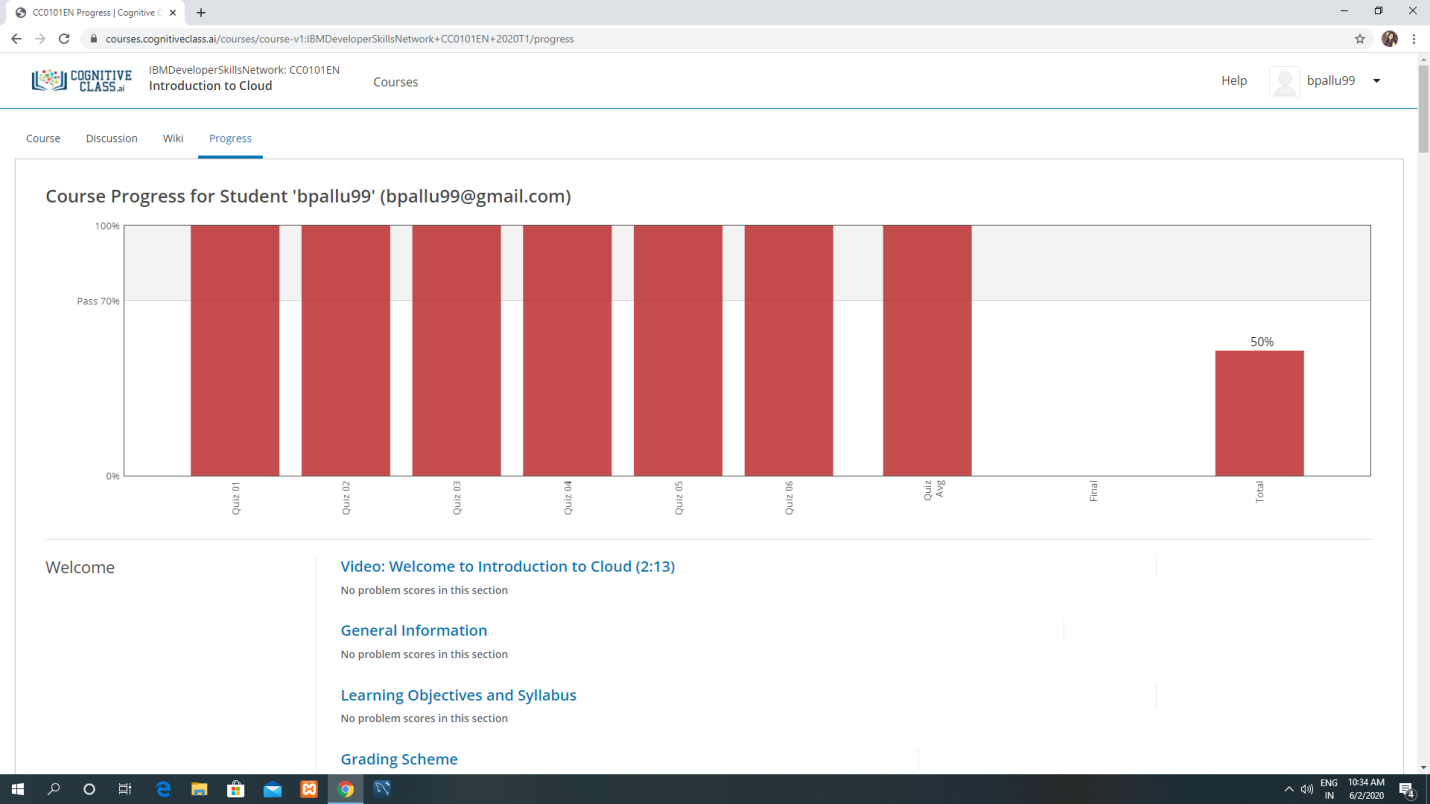 CC0101EN Progress | Cognitive C
courses.cognitiveclass.ai/courses/course-v1:IBMDeveloperSkillsNetwork+CC0101EN+2020T1/progress
COGNITIVE
CLASS.ai
IBMDeveloperSkillsNetwork: CC0101EN
Introduction to Cloud
Courses
Help
bpallu99
Course
Discussion
Wiki
Progress
Course Progress for Student 'bpallu99' (bpallu99@gmail.com)
100%
Pass 70%
50%
0%
Quiz 01
Quiz 02
Quiz 03
Quiz 04
Quiz 05
Quiz 06
Quiz
Avg
Final
Total
Welcome
Video: Welcome to Introduction to Cloud (2:13)
No problem scores in this section
General Information
No problem scores in this section
Learning Objectives and Syllabus
No problem scores in this section
Grading Scheme
ENG
IN
10:34 AM
6/2/2020
4